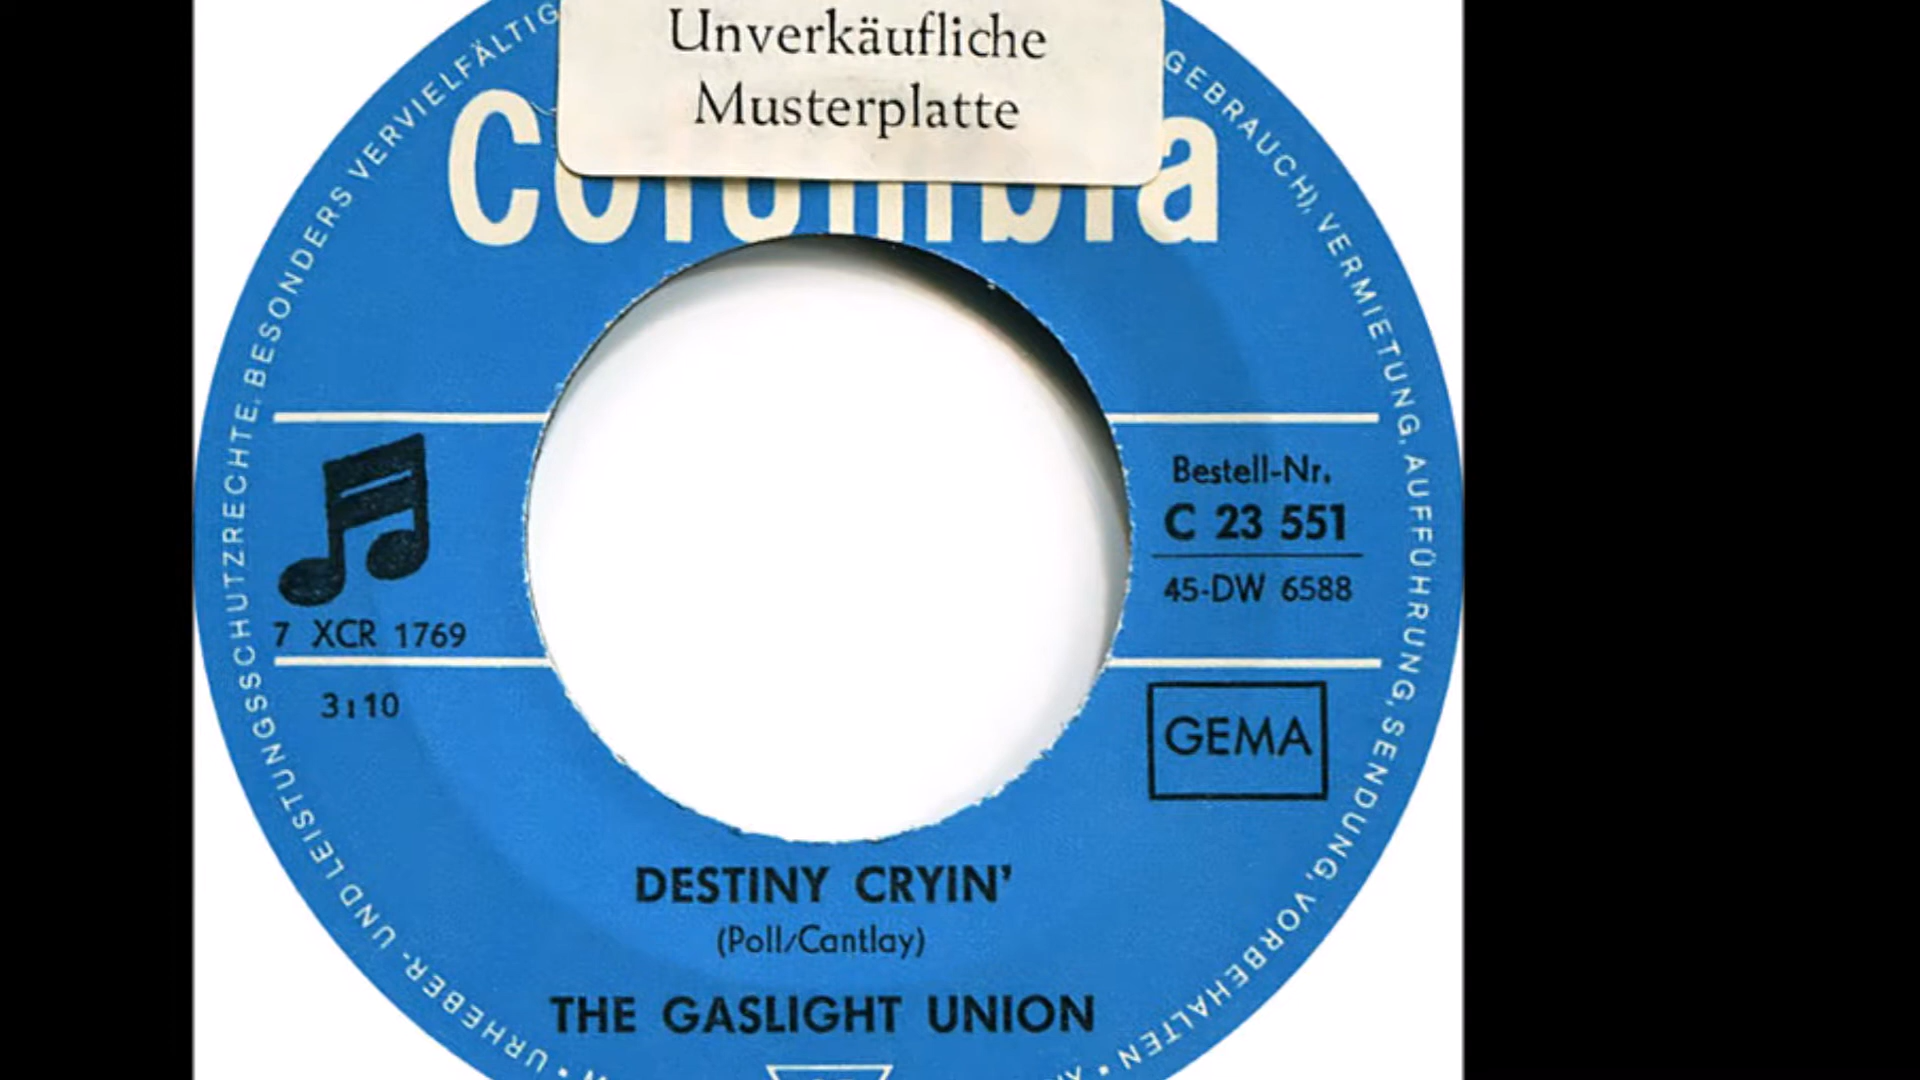 Unverkäufliche
Musterplatte
Columbia
Bestell-Nr.
C 23 551
45-DW 6588
7 XCR 1769
3:10
GEMA
DESTINY CRYIN'
(Poll/Cantlay)
THE GASLIGHT UNION
URHEBER- UND LEISTUNGSSCHUTZRECHTE, BESONDERS VERVIELFÄLTIG
GEBRAUCH), VERMIETUNG, AUFFÜHRUNG, SENDUNG, VORBEHALTEN •